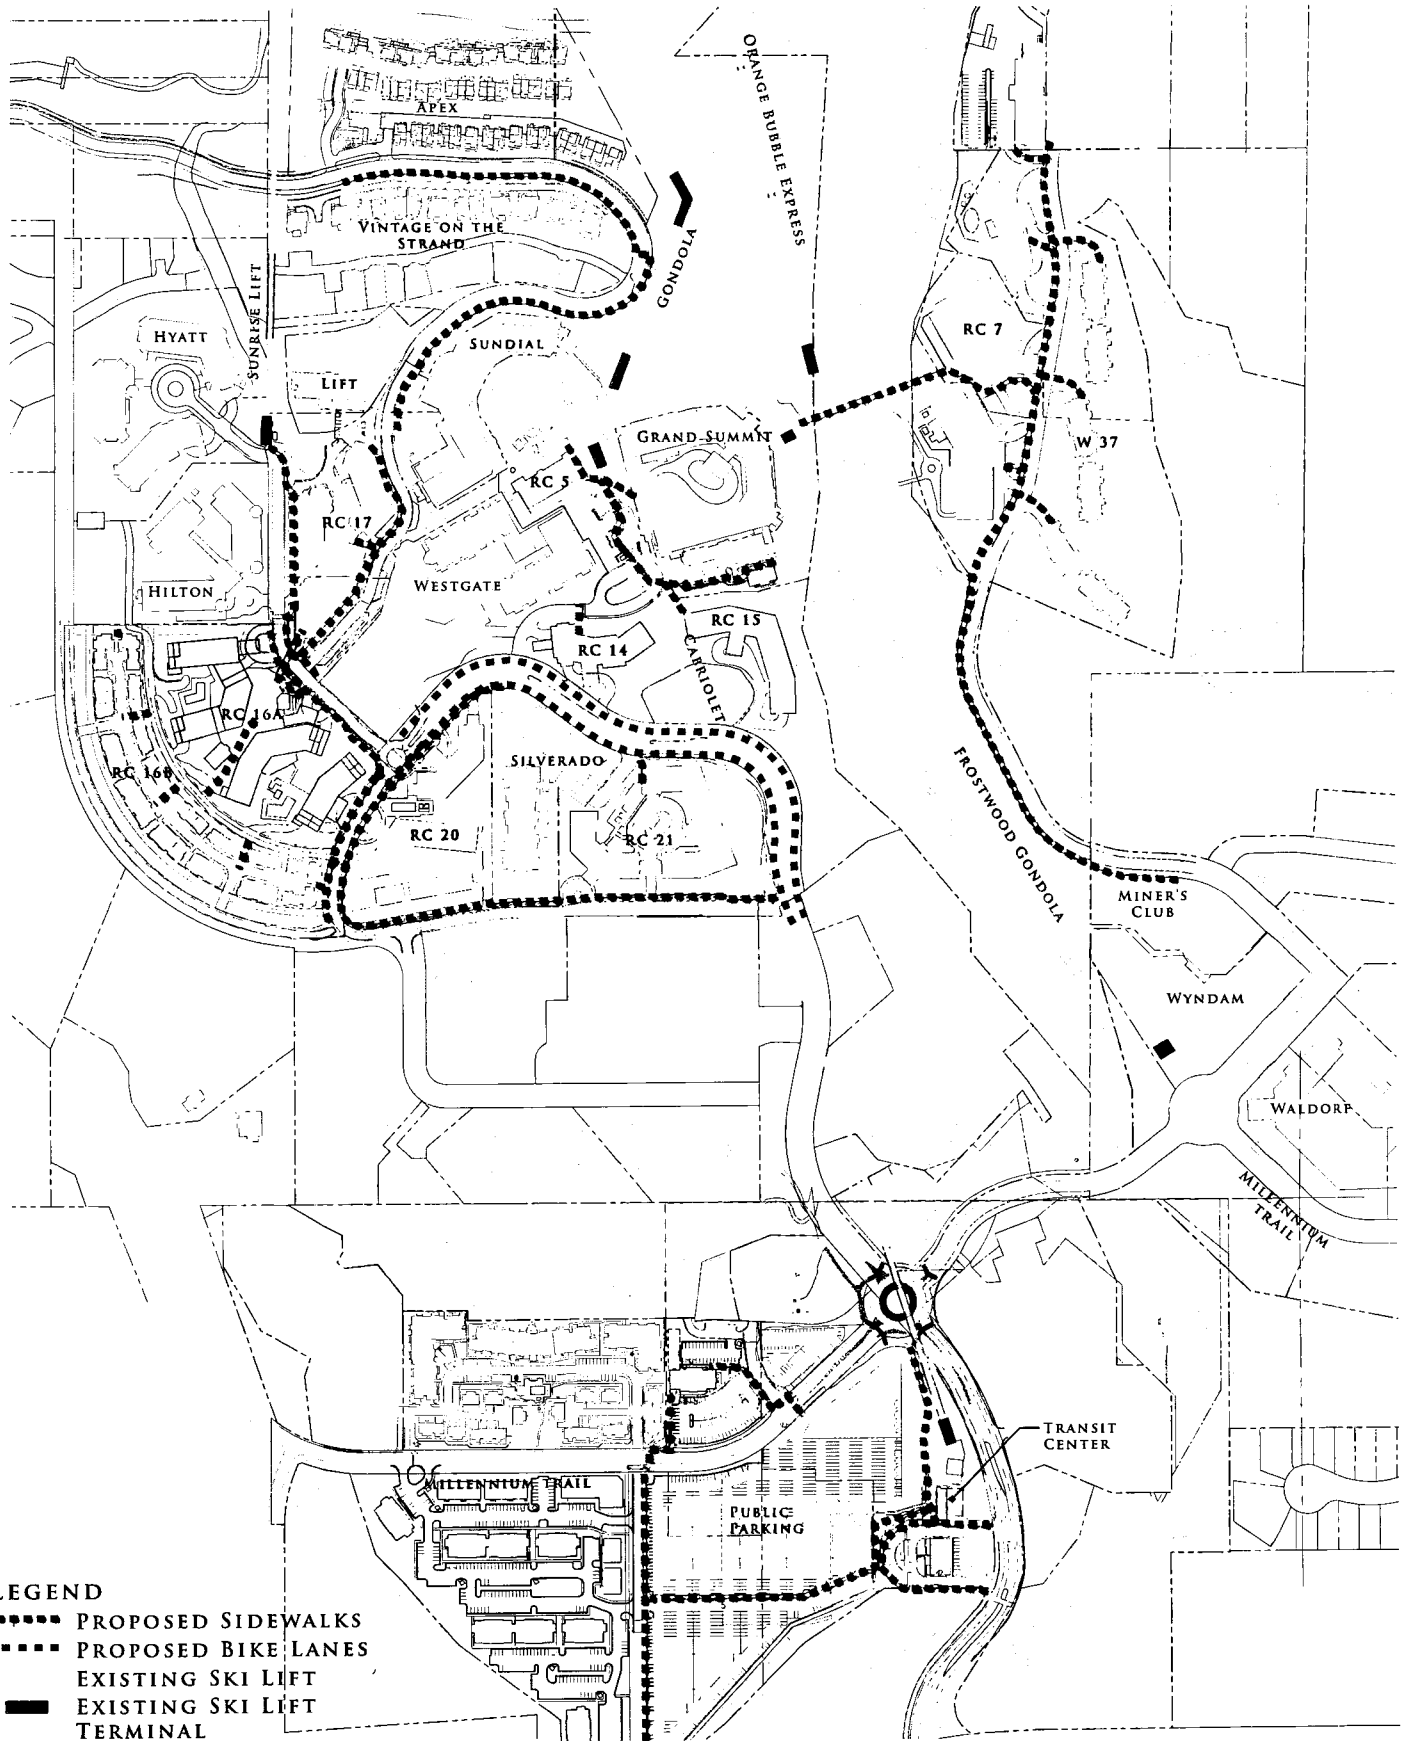 ORANGE BUBBLE EXPRESS
APEX
VINTAGE ON THE
STRAND
GONDOLA
SUNRISE LIFT
HYATT
SUNDIAL
RC 7
LIFT
GRAND SUMMIT
W 37
RC 5
RC 17
HILTON
WESTGATE
RC 15
RC 14
CABRIOLET
RC 16A
RC 16B
SILVERADO
RC 20
RC 21
FROSTWOOD GONDOLA
MINER'S
CLUB
WYNDAM
WALDORF
MILLENNIUM
TRAIL
TRANSIT
CENTER
MILLENNIUM TRAIL
PUBLIC
PARKING
LEGEND
PROPOSED SIDEWALKS
PROPOSED BIKE LANES
EXISTING SKI LIFT
EXISTING SKI LIFT
TERMINAL